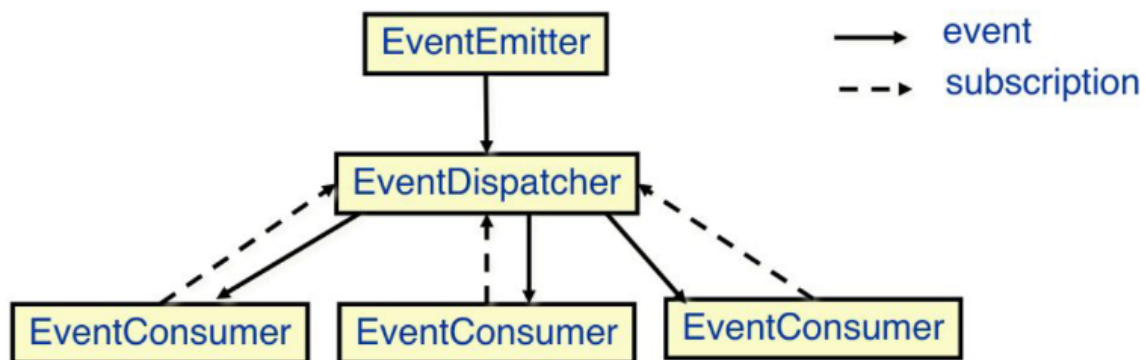 EventEmitter
event
subscription
EventDispatcher
EventConsumer
EventConsumer
EventConsumer